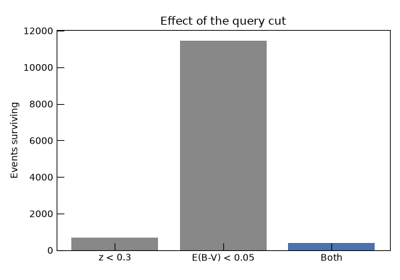 Effect of the query cut
12000
10000
8000
6000
4000
2000
0
Events surviving
z < 0.3
E(B-V) < 0.05
Both